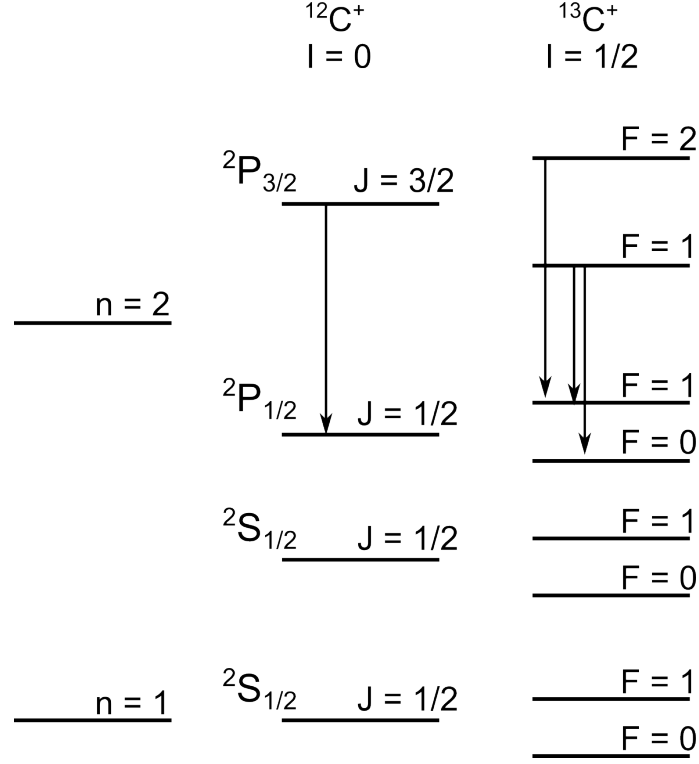 ¹²C⁺ ¹³C⁺
I = 0 I = 1/2
F = 2
²P₃/₂ J = 3/2
F = 1
n = 2
F = 1
²P₁/₂ J = 1/2
F = 0
F = 1
²S₁/₂ J = 1/2
F = 0
F = 1
²S₁/₂ J = 1/2
n = 1
F = 0